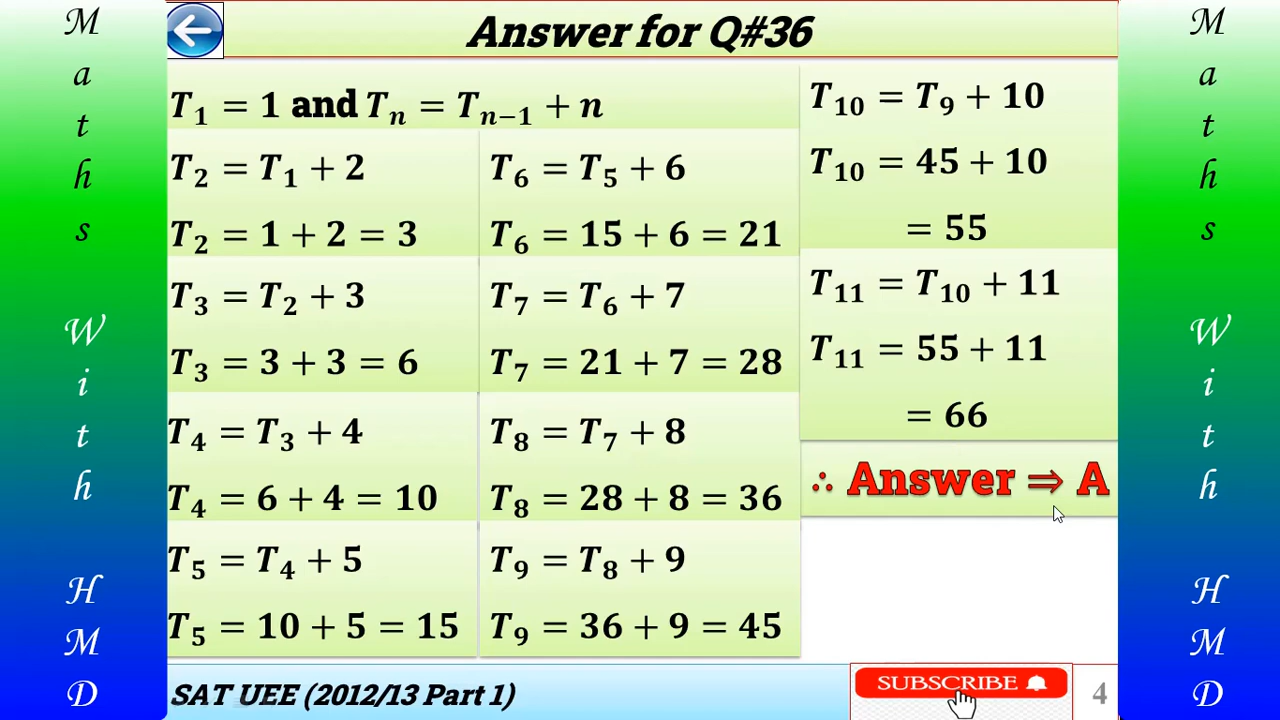 Answer for Q#36
T₁ = 1 and Tₙ = Tₙ₋₁ + n
T₂ = T₁ + 2
T₂ = 1 + 2 = 3
T₃ = T₂ + 3
T₃ = 3 + 3 = 6
T₄ = T₃ + 4
T₄ = 6 + 4 = 10
T₅ = T₄ + 5
T₅ = 10 + 5 = 15
T₆ = T₅ + 6
T₆ = 15 + 6 = 21
T₇ = T₆ + 7
T₇ = 21 + 7 = 28
T₈ = T₇ + 8
T₈ = 28 + 8 = 36
T₉ = T₈ + 9
T₉ = 36 + 9 = 45
T₁₀ = T₉ + 10
T₁₀ = 45 + 10
= 55
T₁₁ = T₁₀ + 11
T₁₁ = 55 + 11
= 66
∴ Answer ⇒ A
SAT UEE (2012/13 Part 1)
SUBSCRIBE
4
Maths With HMD
Maths With HMD